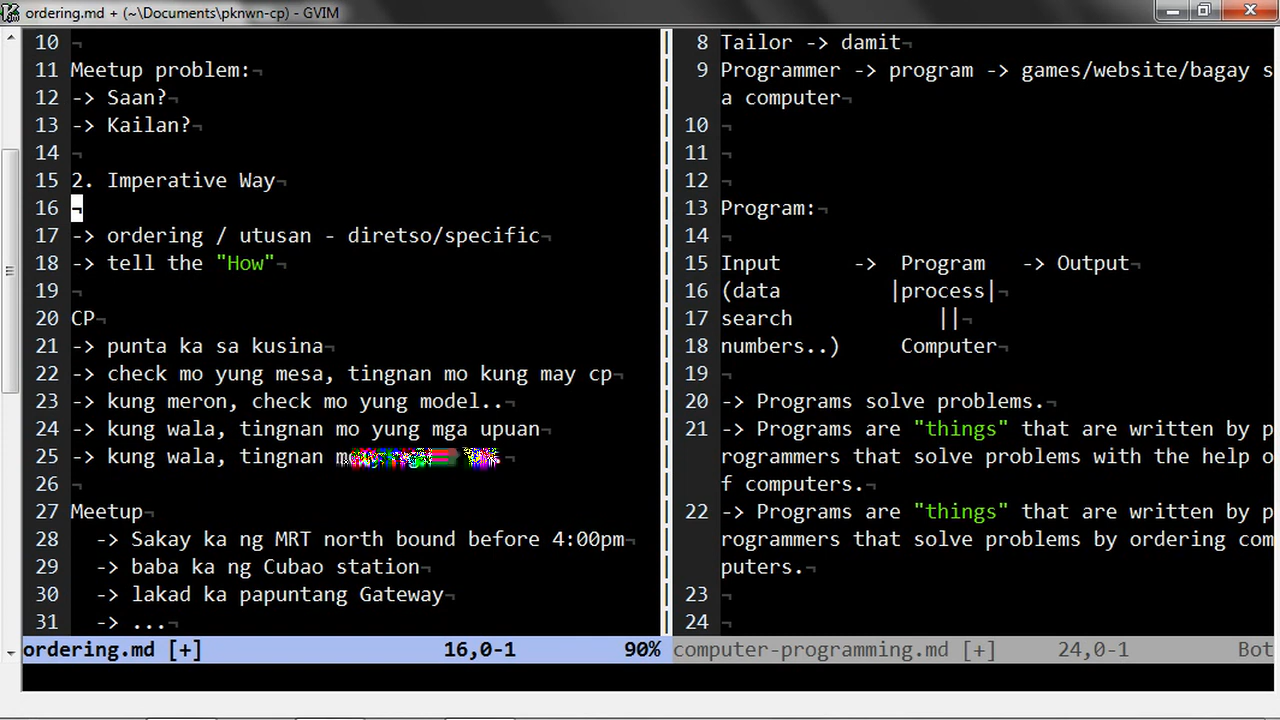 ordering.md + (~\Documents\pknwn-cp) - GVIM
10 ¬
11 Meetup problem:¬
12 -> Saan?¬
13 -> Kailan?¬
14 ¬
15 2. Imperative Way¬
16 ¬
17 -> ordering / utusan - diretso/specific¬
18 -> tell the "How"¬
19 ¬
20 CP¬
21 -> punta ka sa kusina¬
22 -> check mo yung mesa, tingnan mo kung may cp¬
23 -> kung meron, check mo yung model..¬
24 -> kung wala, tingnan mo yung mga upuan¬
25 -> kung wala, tingnan ¬
26 ¬
27 Meetup¬
28   -> Sakay ka ng MRT north bound before 4:00pm¬
29   -> baba ka ng Cubao station¬
30   -> lakad ka papuntang Gateway¬
31   -> ...¬
ordering.md [+] 16,0-1 90%
8 Tailor -> damit¬
9 Programmer -> program -> games/website/bagay s
a computer¬
10 ¬
11 ¬
12 ¬
13 Program:¬
14 ¬
15 Input      ->  Program   -> Output¬
16 (data         |process|¬
17 search            ||¬
18 numbers..)     Computer¬
19 ¬
20 -> Programs solve problems.¬
21 -> Programs are "things" that are written by p
rogrammers that solve problems with the help o
f computers.¬
22 -> Programs are "things" that are written by p
rogrammers that solve problems by ordering com
puters.¬
23 ¬
24 ¬
computer-programming.md [+] 24,0-1 Bot